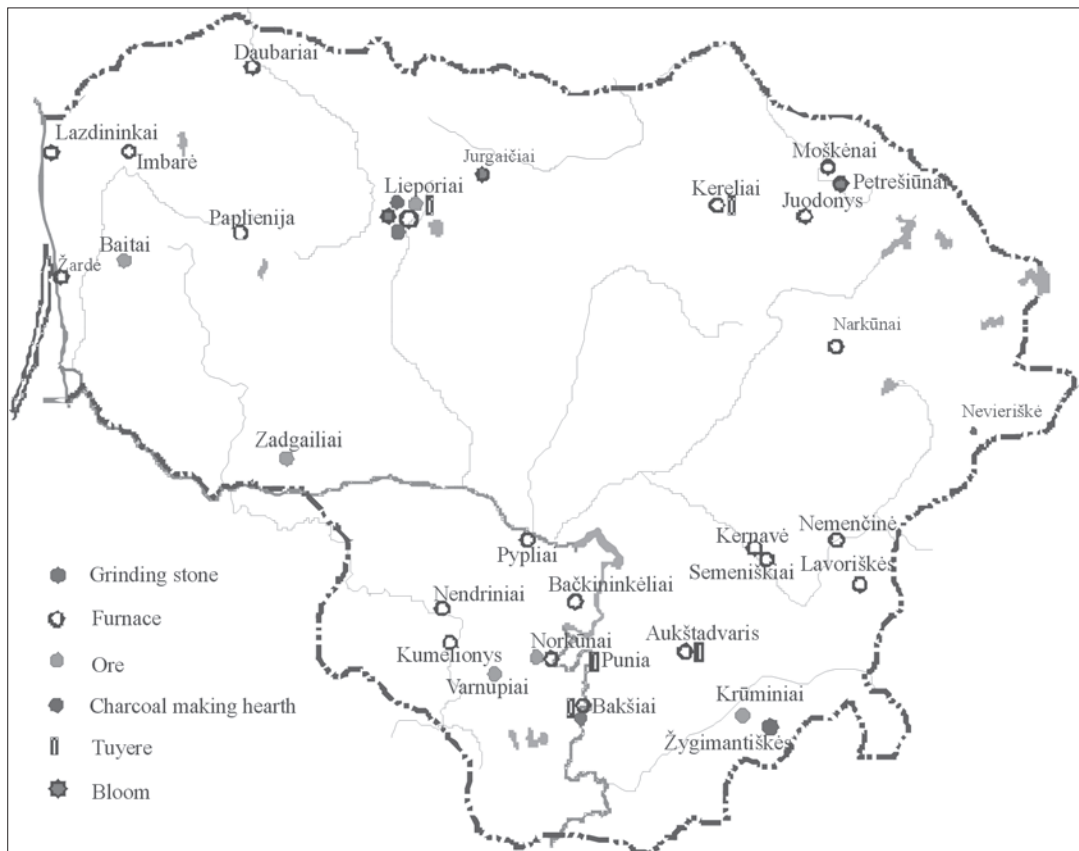 Daubariai
Lazdininkai
Imbarė
Jurgaičiai
Moškėnai
Petrešiūnai
Lieporiai
Kereliai
Juodonys
Paplienija
Baitai
Žardė
Narkūnai
Nevieriškė
Zadgailiai
Pypliai
Kernavė
Nemenčinė
Semeniškiai
Lavoriškės
Bačkininkėliai
Nendriniai
Kumelionys
Norkūnai
Punia
Aukštadvaris
Varnupiai
Bakšiai
Krūminiai
Žygimantiškės
Grinding stone
Furnace
Ore
Charcoal making hearth
Tuyere
Bloom